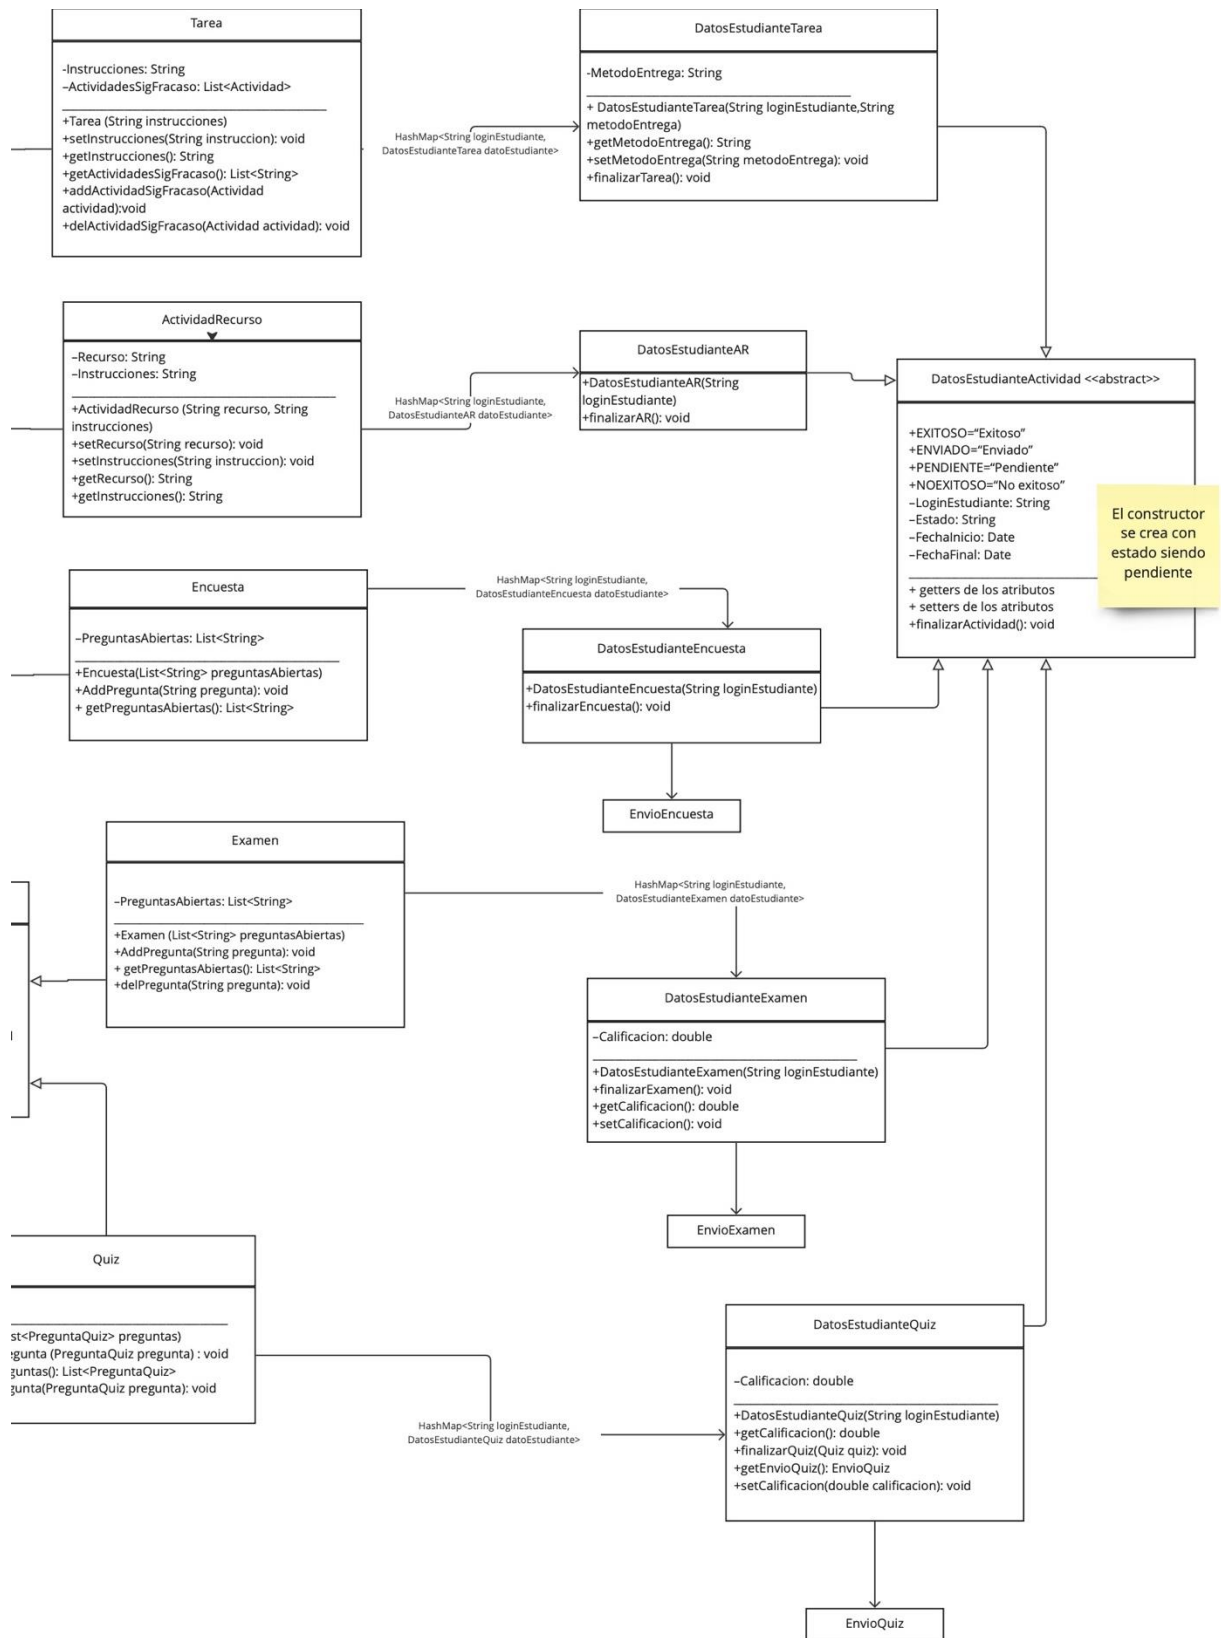 Tarea
-Instrucciones: String
–ActividadesSigFracaso: List<Actividad>
+Tarea (String instrucciones)
+setInstrucciones(String instruccion): void
+getInstrucciones(): String
+getActividadesSigFracaso(): List<String>
+addActividadSigFracaso(Actividad
actividad):void
+delActividadSigFracaso(Actividad actividad): void
HashMap<String loginEstudiante,
DatosEstudianteTarea datoEstudiante>
DatosEstudianteTarea
-MetodoEntrega: String
+ DatosEstudianteTarea(String loginEstudiante,String
metodoEntrega)
+getMetodoEntrega(): String
+setMetodoEntrega(String metodoEntrega): void
+finalizarTarea(): void
ActividadRecurso
–Recurso: String
–Instrucciones: String
+ActividadRecurso (String recurso, String
instrucciones)
+setRecurso(String recurso): void
+setInstrucciones(String instruccion): void
+getRecurso(): String
+getInstrucciones(): String
HashMap<String loginEstudiante,
DatosEstudianteAR datoEstudiante>
DatosEstudianteAR
+DatosEstudianteAR(String
loginEstudiante)
+finalizarAR(): void
DatosEstudianteActividad <<abstract>>
+EXITOSO=“Exitoso”
+ENVIADO=“Enviado”
+PENDIENTE=“Pendiente”
+NOEXITOSO=“No exitoso”
–LoginEstudiante: String
–Estado: String
–FechaInicio: Date
–FechaFinal: Date
+ getters de los atributos
+ setters de los atributos
+finalizarActividad(): void
El constructor
se crea con
estado siendo
pendiente
Encuesta
–PreguntasAbiertas: List<String>
+Encuesta(List<String> preguntasAbiertas)
+AddPregunta(String pregunta): void
+ getPreguntasAbiertas(): List<String>
HashMap<String loginEstudiante,
DatosEstudianteEncuesta datoEstudiante>
DatosEstudianteEncuesta
+DatosEstudianteEncuesta(String loginEstudiante)
+finalizarEncuesta(): void
EnvioEncuesta
Examen
–PreguntasAbiertas: List<String>
+Examen (List<String> preguntasAbiertas)
+AddPregunta(String pregunta): void
+ getPreguntasAbiertas(): List<String>
+delPregunta(String pregunta): void
HashMap<String loginEstudiante,
DatosEstudianteExamen datoEstudiante>
DatosEstudianteExamen
–Calificacion: double
+DatosEstudianteExamen(String loginEstudiante)
+finalizarExamen(): void
+getCalificacion(): double
+setCalificacion(): void
EnvioExamen
Quiz
st<PreguntaQuiz> preguntas)
egunta (PreguntaQuiz pregunta) : void
guntas(): List<PreguntaQuiz>
gunta(PreguntaQuiz pregunta): void
HashMap<String loginEstudiante,
DatosEstudianteQuiz datoEstudiante>
DatosEstudianteQuiz
–Calificacion: double
+DatosEstudianteQuiz(String loginEstudiante)
+getCalificacion(): double
+finalizarQuiz(Quiz quiz): void
+getEnvioQuiz(): EnvioQuiz
+setCalificacion(double calificacion): void
EnvioQuiz